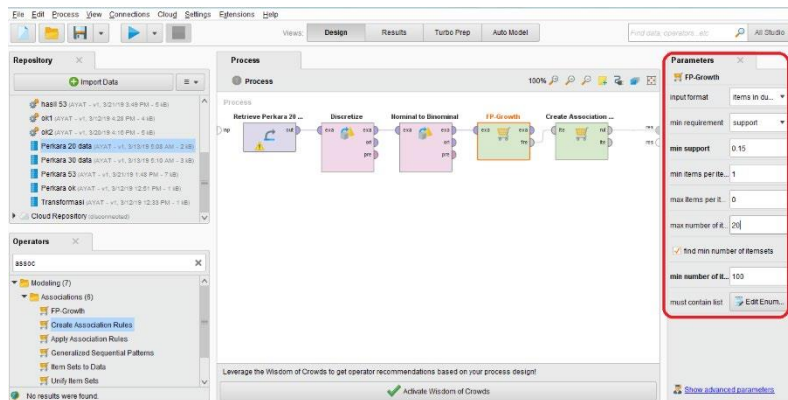 File Edit Process View Connections Cloud Settings Extensions Help
Views: Design Results Turbo Prep Auto Model Find data, operators...etc All Studio
Repository
Import Data
hasil 53 (AYAT - v1, 3/21/19 3:49 PM - 5 kB)
ok1 (AYAT - v1, 3/12/19 4:28 PM - 4 kB)
ok2 (AYAT - v1, 3/20/19 4:10 PM - 5 kB)
Perkara 20 data (AYAT - v1, 3/13/19 5:08 AM - 2 kB)
Perkara 30 data (AYAT - v1, 3/13/19 5:10 AM - 3 kB)
Perkara 53 (AYAT - v1, 3/21/19 1:48 PM - 7 kB)
Perkara ok (AYAT - v1, 3/12/19 12:51 PM - 1 kB)
Transformasi (AYAT - v1, 3/12/19 12:33 PM - 1 kB)
Cloud Repository (disconnected)
Operators
assoc
Modeling (7)
Associations (6)
FP-Growth
Create Association Rules
Apply Association Rules
Generalized Sequential Patterns
Item Sets to Data
Unify Item Sets
No results were found.
Process
Process
100%
Process
Retrieve Perkara 20 ...
Discretize
Nominal to Binominal
FP-Growth
Create Association ...
inp out exa exa ori pre exa exa ori pre exa exa fre ite rul ite res res
Leverage the Wisdom of Crowds to get operator recommendations based on your process design!
Activate Wisdom of Crowds
Parameters
FP-Growth
input format items in du...
min requirement support
min support 0.15
min items per ite... 1
max items per it... 0
max number of it... 20
find min number of itemsets
min number of it... 100
must contain list Edit Enum...
Show advanced parameters